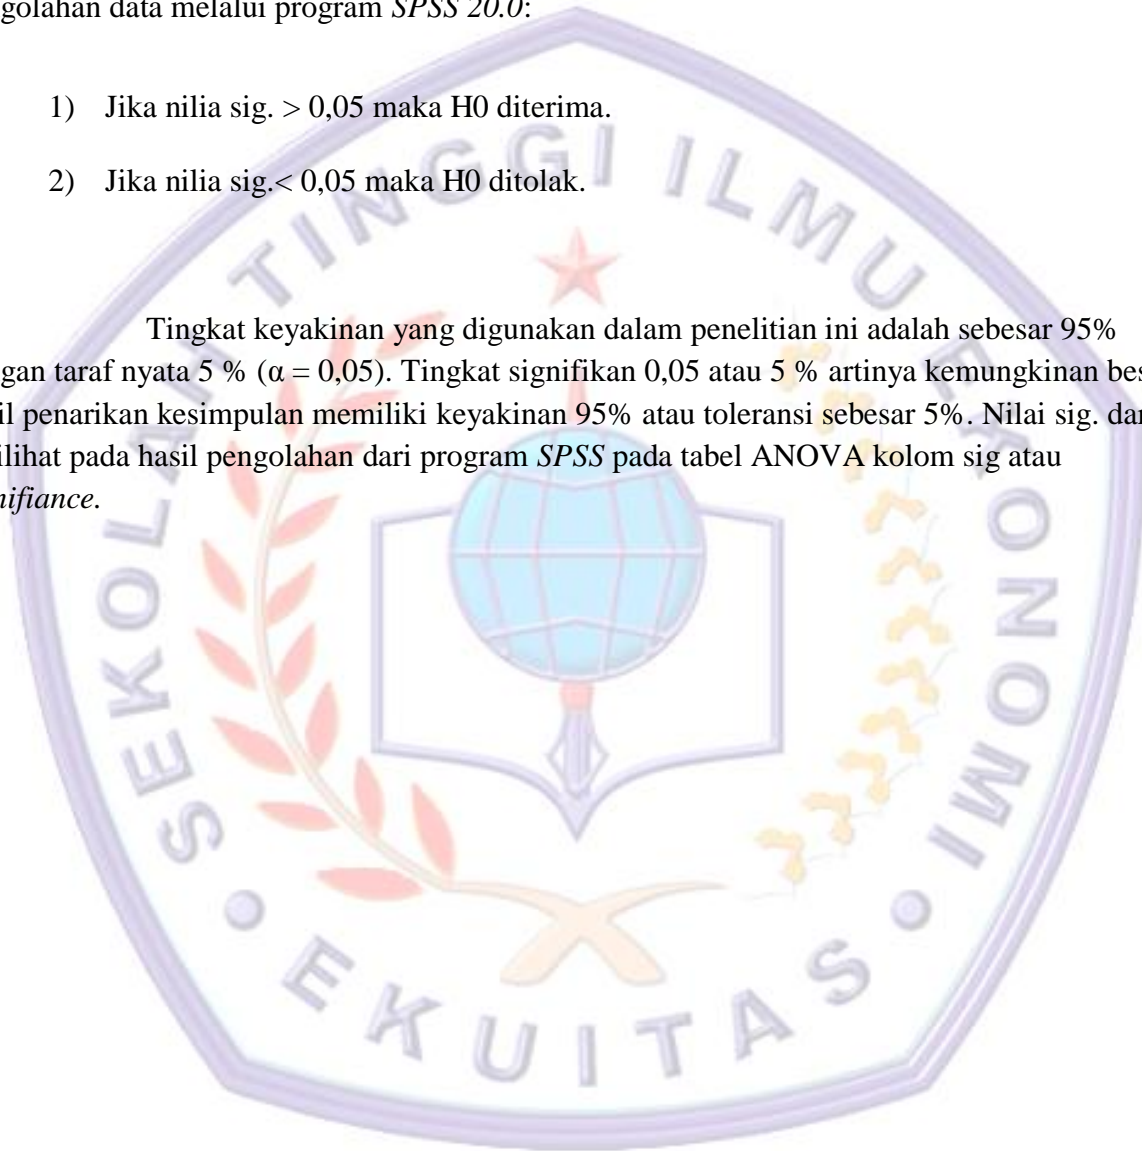 golahan data melalui program SPSS 20.0:
1) Jika nilia sig. > 0,05 maka H0 diterima.
2) Jika nilia sig.< 0,05 maka H0 ditolak.
Tingkat keyakinan yang digunakan dalam penelitian ini adalah sebesar 95%
gan taraf nyata 5 % (α = 0,05). Tingkat signifikan 0,05 atau 5 % artinya kemungkinan bes
il penarikan kesimpulan memiliki keyakinan 95% atau toleransi sebesar 5%. Nilai sig. dar
ilihat pada hasil pengolahan dari program SPSS pada tabel ANOVA kolom sig atau
nifiance.
SEKOLAH TINGGI ILMU EKONOMI
EKUITAS